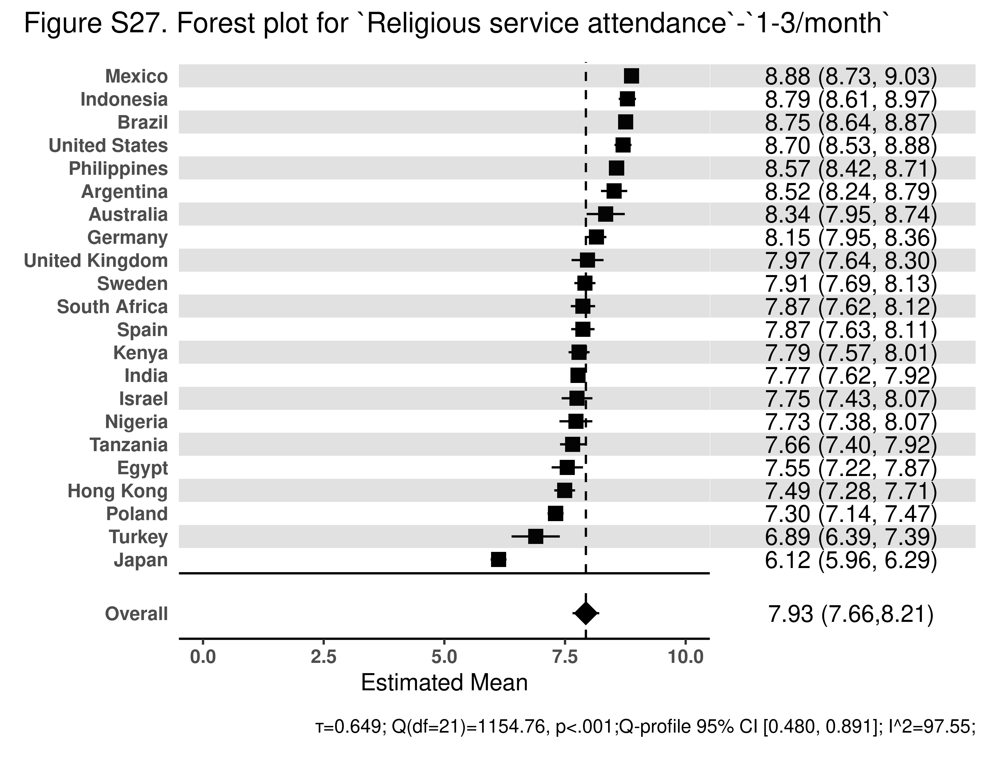 Figure S27. Forest plot for `Religious service attendance`-`1-3/month`
Mexico 8.88 (8.73, 9.03)
Indonesia 8.79 (8.61, 8.97)
Brazil 8.75 (8.64, 8.87)
United States 8.70 (8.53, 8.88)
Philippines 8.57 (8.42, 8.71)
Argentina 8.52 (8.24, 8.79)
Australia 8.34 (7.95, 8.74)
Germany 8.15 (7.95, 8.36)
United Kingdom 7.97 (7.64, 8.30)
Sweden 7.91 (7.69, 8.13)
South Africa 7.87 (7.62, 8.12)
Spain 7.87 (7.63, 8.11)
Kenya 7.79 (7.57, 8.01)
India 7.77 (7.62, 7.92)
Israel 7.75 (7.43, 8.07)
Nigeria 7.73 (7.38, 8.07)
Tanzania 7.66 (7.40, 7.92)
Egypt 7.55 (7.22, 7.87)
Hong Kong 7.49 (7.28, 7.71)
Poland 7.30 (7.14, 7.47)
Turkey 6.89 (6.39, 7.39)
Japan 6.12 (5.96, 6.29)
Overall 7.93 (7.66,8.21)
0.0 2.5 5.0 7.5 10.0
Estimated Mean
τ=0.649; Q(df=21)=1154.76, p<.001;Q-profile 95% CI [0.480, 0.891]; I^2=97.55;